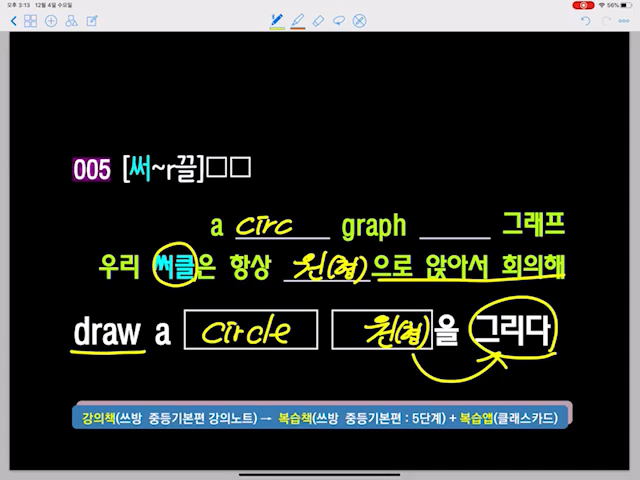 오후 3:13 12월 4일 수요일 56%
005 [써~r끌]□□
a circ graph ____ 그래프
우리 써클은 항상 원(형)으로 앉아서 회의해
draw a circle 원(형)을 그리다
강의책(쓰방 중등기본편 강의노트) → 복습책(쓰방 중등기본편 : 5단계) + 복습앱(클래스카드)